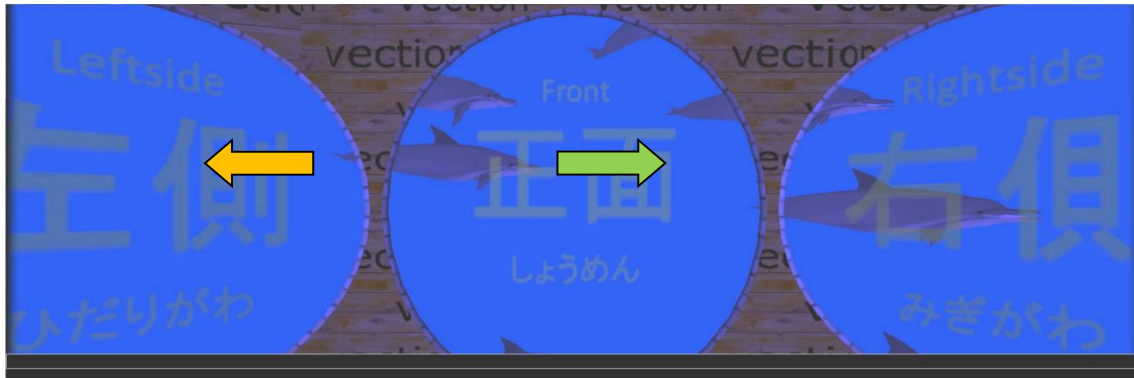 Leftside
左側
ひだりがわ
vection
Front
正面
しょうめん
vection
Rightside
右側
みぎがわ